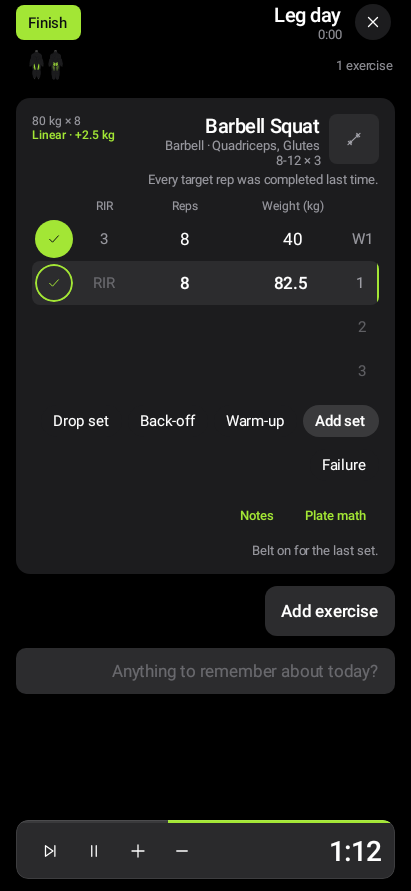 Finish
Leg day
0:00
1 exercise
80 kg × 8
Linear · +2.5 kg
Barbell Squat
Barbell · Quadriceps, Glutes
8-12 × 3
Every target rep was completed last time.
RIR Reps Weight (kg)
3 8 40 W1
RIR 8 82.5 1
2
3
Drop set Back-off Warm-up Add set
Failure
Notes Plate math
Belt on for the last set.
Add exercise
Anything to remember about today?
1:12